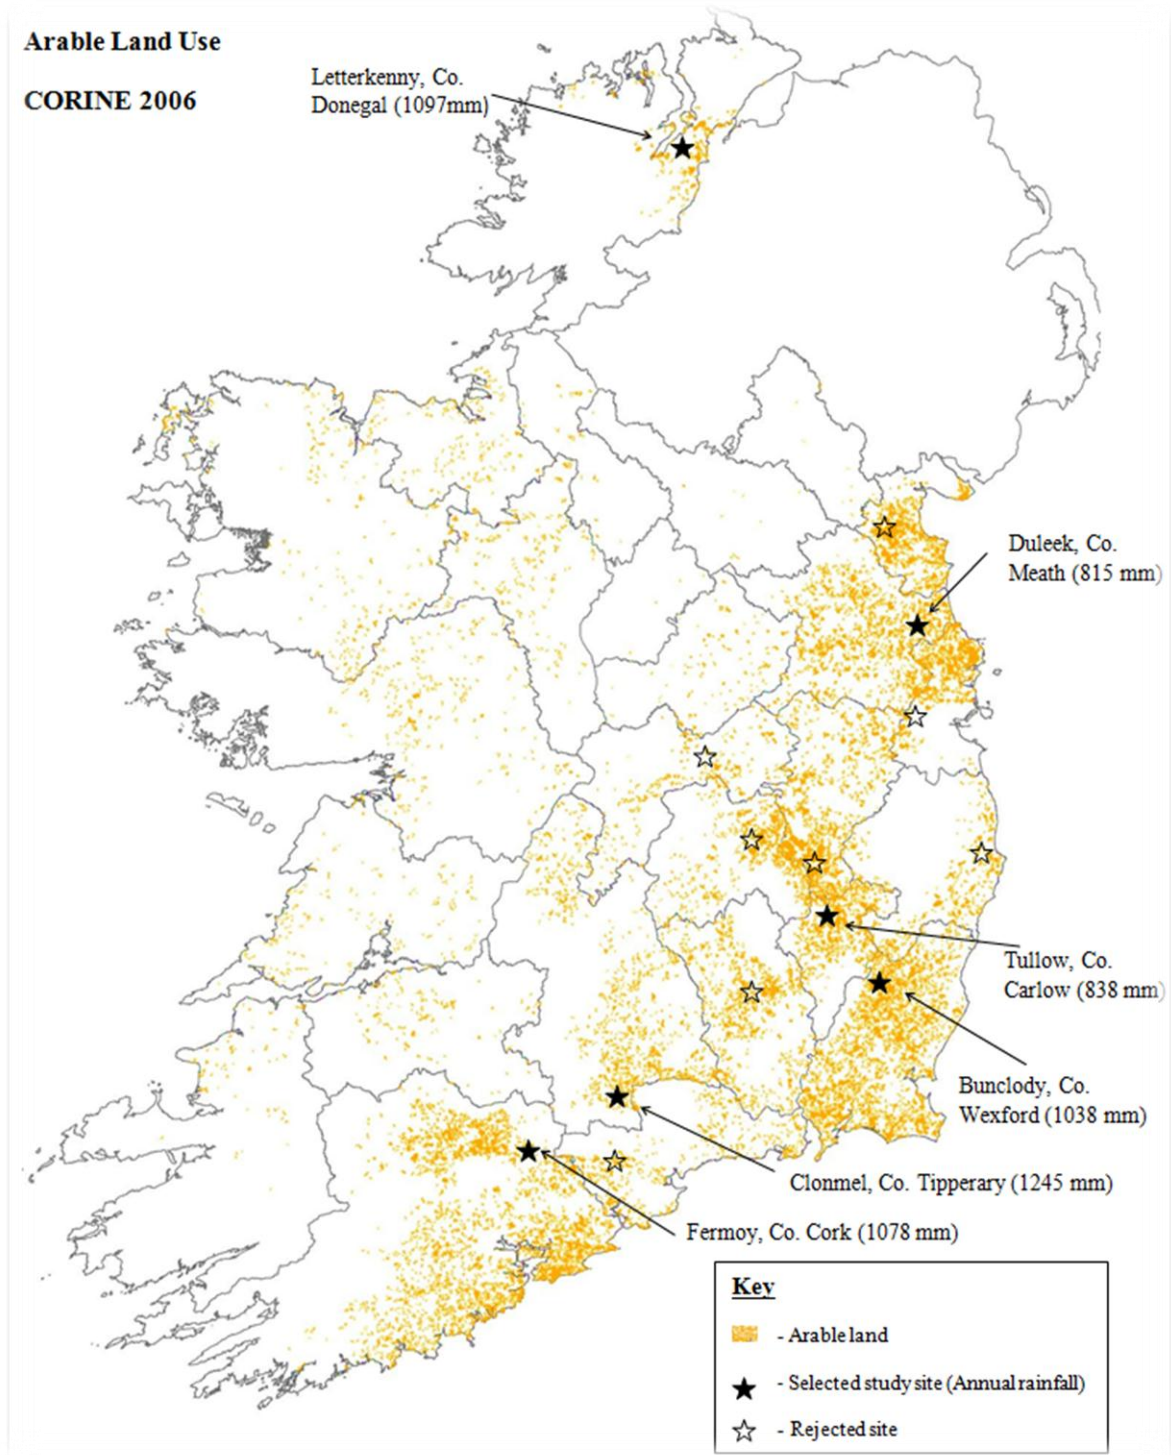 Arable Land Use
CORINE 2006
Letterkenny, Co.
Donegal (1097mm)
Duleek, Co.
Meath (815 mm)
Tullow, Co.
Carlow (838 mm)
Bunclody, Co.
Wexford (1038 mm)
Clonmel, Co. Tipperary (1245 mm)
Fermoy, Co. Cork (1078 mm)
Key
- Arable land
- Selected study site (Annual rainfall)
- Rejected site